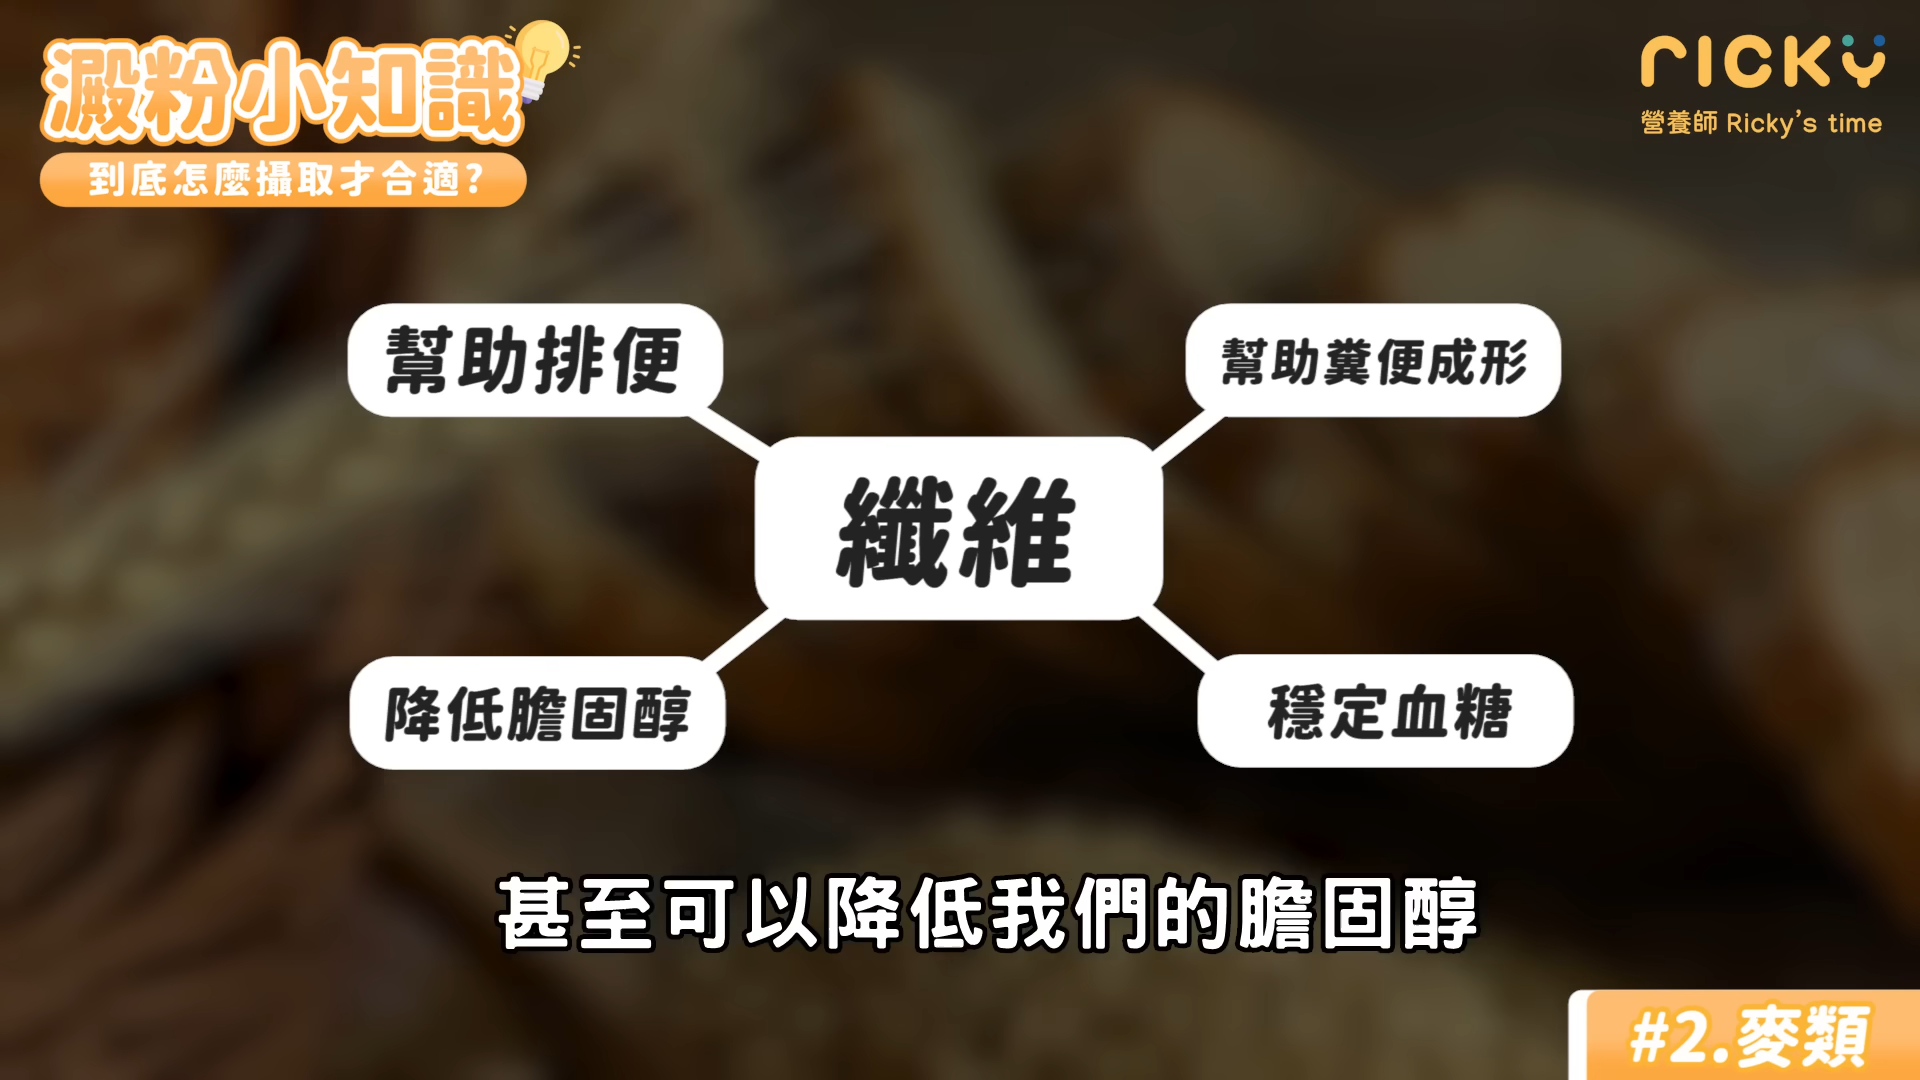 澱粉小知識
到底怎麼攝取才合適?
RICKY
營養師 Ricky's time
幫助排便
幫助糞便成形
纖維
降低膽固醇
穩定血糖
甚至可以降低我們的膽固醇
#2.麥類